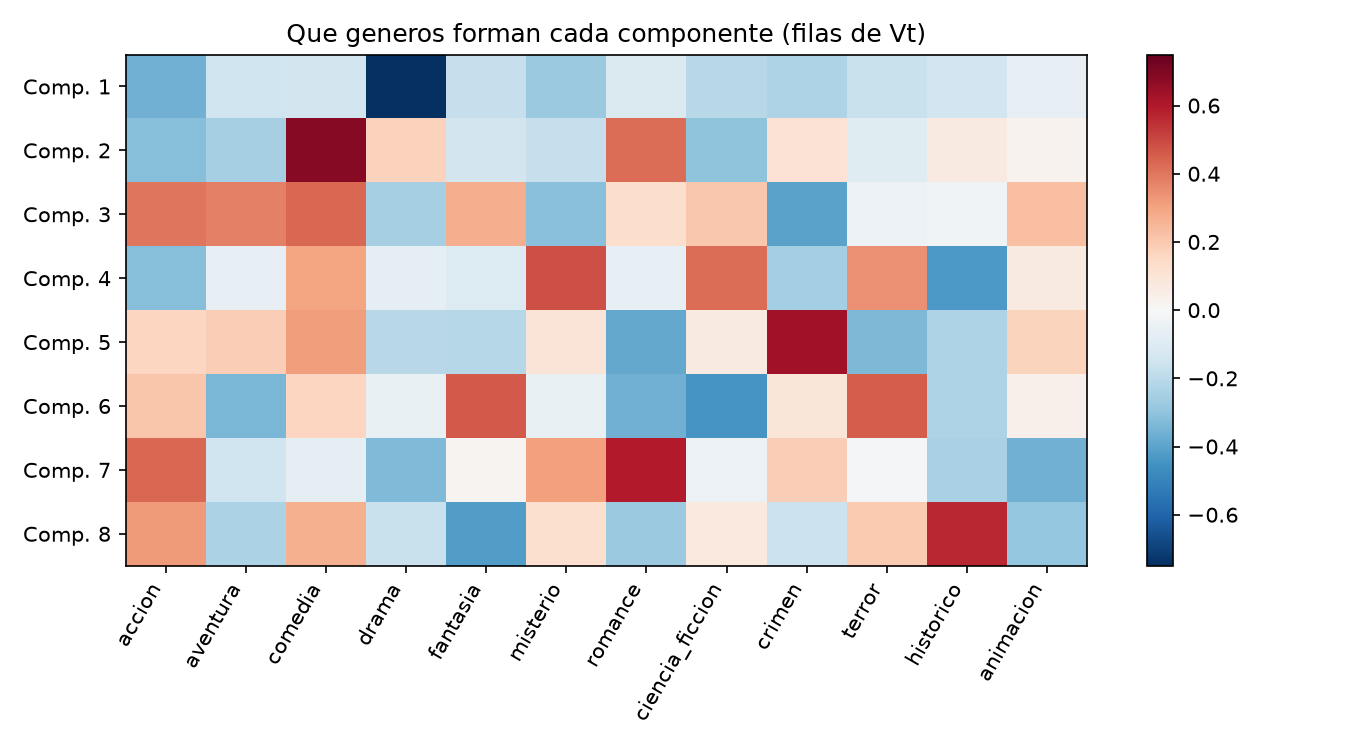 Que generos forman cada componente (filas de Vt)
Comp. 1
Comp. 2
Comp. 3
Comp. 4
Comp. 5
Comp. 6
Comp. 7
Comp. 8
accion
aventura
comedia
drama
fantasia
misterio
romance
ciencia_ficcion
crimen
terror
historico
animacion
0.6
0.4
0.2
0.0
−0.2
−0.4
−0.6